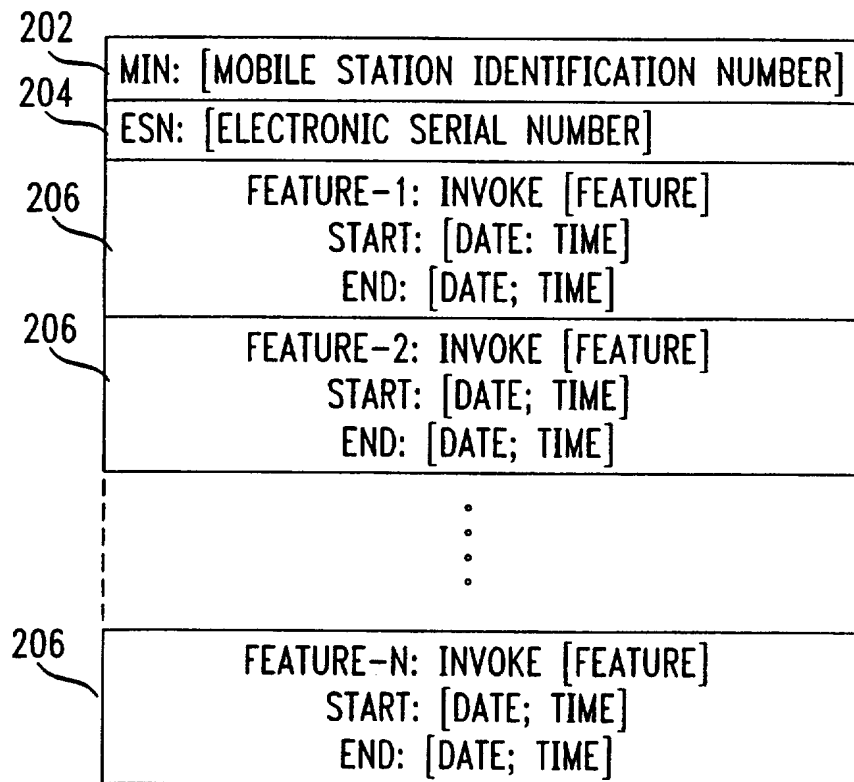 202
MIN: [MOBILE STATION IDENTIFICATION NUMBER]
204
ESN: [ELECTRONIC SERIAL NUMBER]
206
FEATURE-1: INVOKE [FEATURE]
START: [DATE: TIME]
END: [DATE; TIME]
206
FEATURE-2: INVOKE [FEATURE]
START: [DATE; TIME]
END: [DATE; TIME]
206
FEATURE-N: INVOKE [FEATURE]
START: [DATE; TIME]
END: [DATE; TIME]